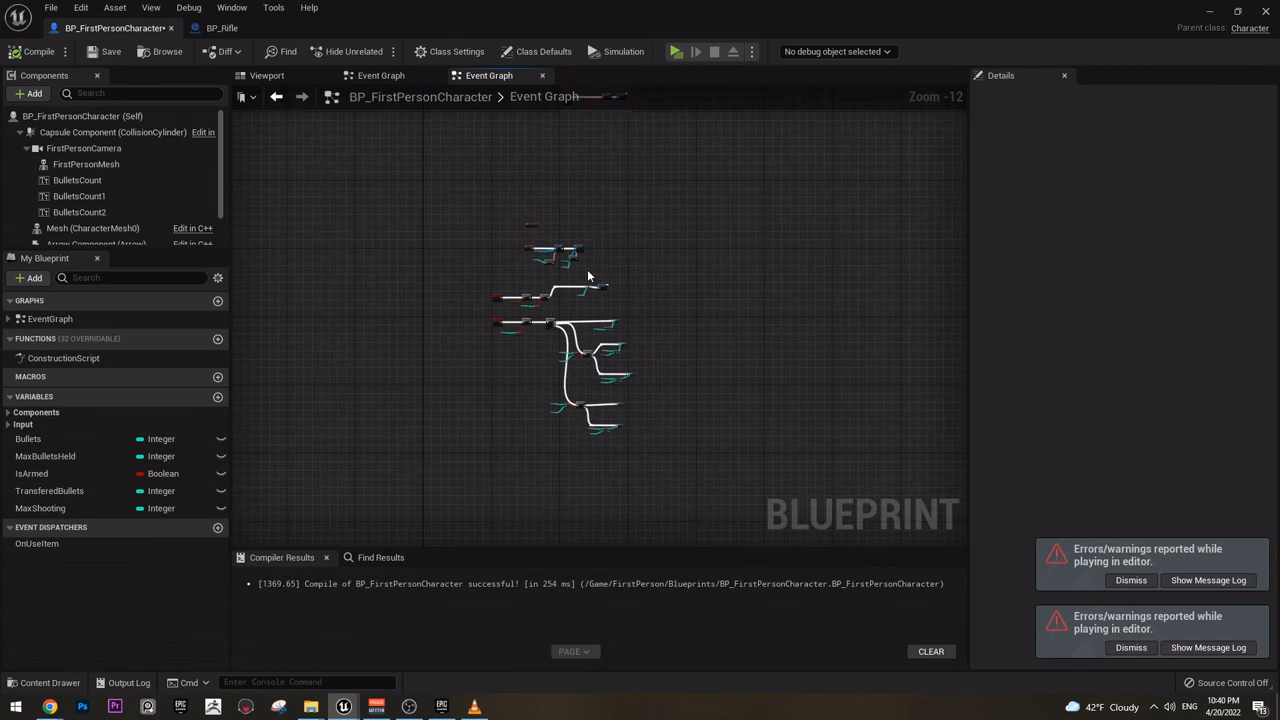 File Edit Asset View Debug Window Tools Help
BP_FirstPersonCharacter* BP_Rifle
Parent class: Character
Compile Save Browse Diff Find Hide Unrelated Class Settings Class Defaults Simulation No debug object selected
Components Viewport Event Graph Event Graph Details
Add Search
BP_FirstPersonCharacter > Event Graph Zoom -12
BP_FirstPersonCharacter (Self)
Capsule Component (CollisionCylinder) Edit in
FirstPersonCamera
FirstPersonMesh
BulletsCount
BulletsCount1
BulletsCount2
Mesh (CharacterMesh0) Edit in C++
Arrow Component (Arrow) Edit in C++
My Blueprint
Add Search
GRAPHS
EventGraph
FUNCTIONS (32 OVERRIDABLE)
ConstructionScript
MACROS
VARIABLES
Components
Input
Bullets Integer
MaxBulletsHeld Integer
IsArmed Boolean
TransferedBullets Integer
MaxShooting Integer
EVENT DISPATCHERS
OnUseItem
BLUEPRINT
Compiler Results Find Results
[1369.65] Compile of BP_FirstPersonCharacter successful! [in 254 ms] (/Game/FirstPerson/Blueprints/BP_FirstPersonCharacter.BP_FirstPersonCharacter)
PAGE CLEAR
Errors/warnings reported while
playing in editor.
Dismiss Show Message Log
Errors/warnings reported while
playing in editor.
Dismiss Show Message Log
Content Drawer Output Log Cmd Enter Console Command Source Control Off
42°F Cloudy
10:40 PM
4/20/2022